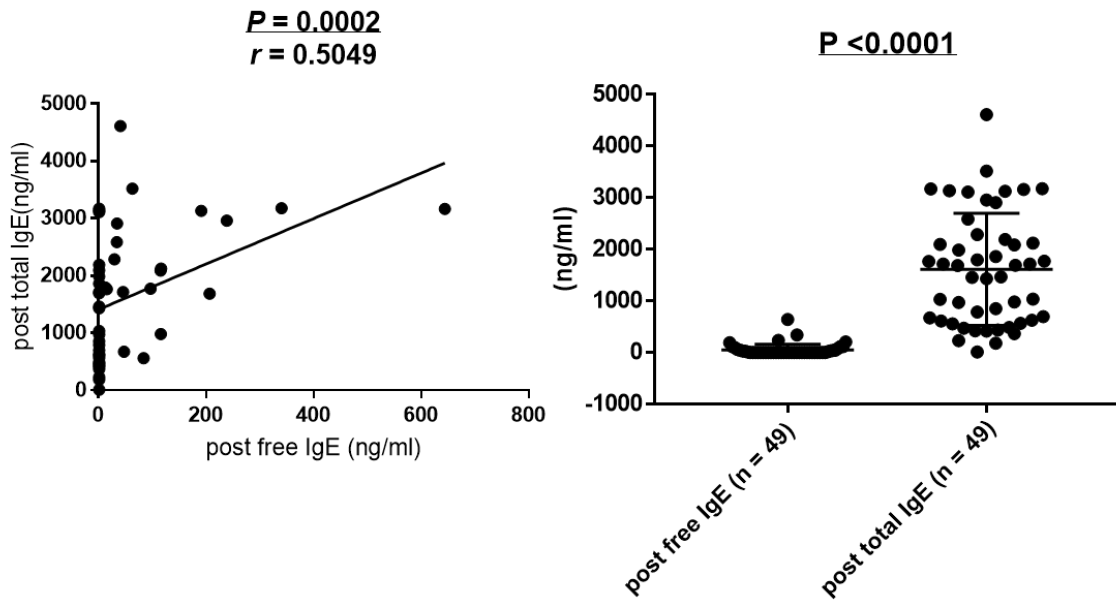 P = 0.0002
r = 0.5049
post total IgE(ng/ml)
5000
4000
3000
2000
1000
0
0 200 400 600 800
post free IgE (ng/ml)
P <0.0001
(ng/ml)
5000
4000
3000
2000
1000
0
-1000
post free IgE (n = 49)
post total IgE (n = 49)